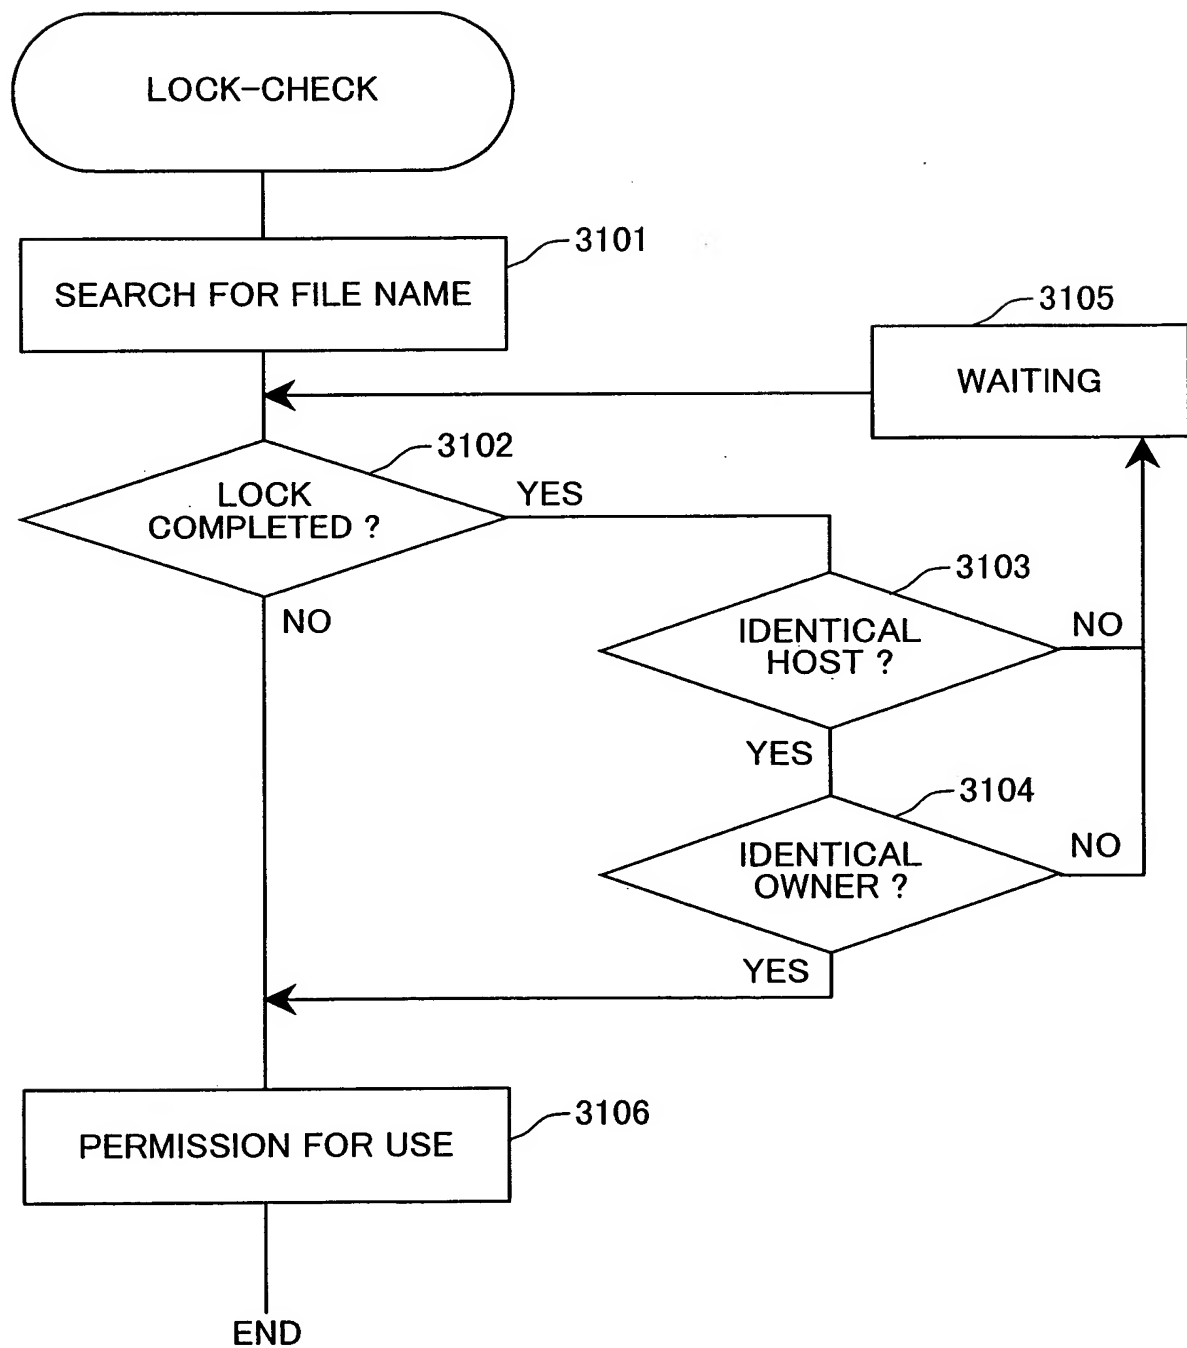 LOCK-CHECK
3101
SEARCH FOR FILE NAME
3105
WAITING
3102
LOCK
COMPLETED ?
YES
NO
3103
IDENTICAL
HOST ?
NO
YES
3104
IDENTICAL
OWNER ?
NO
YES
3106
PERMISSION FOR USE
END